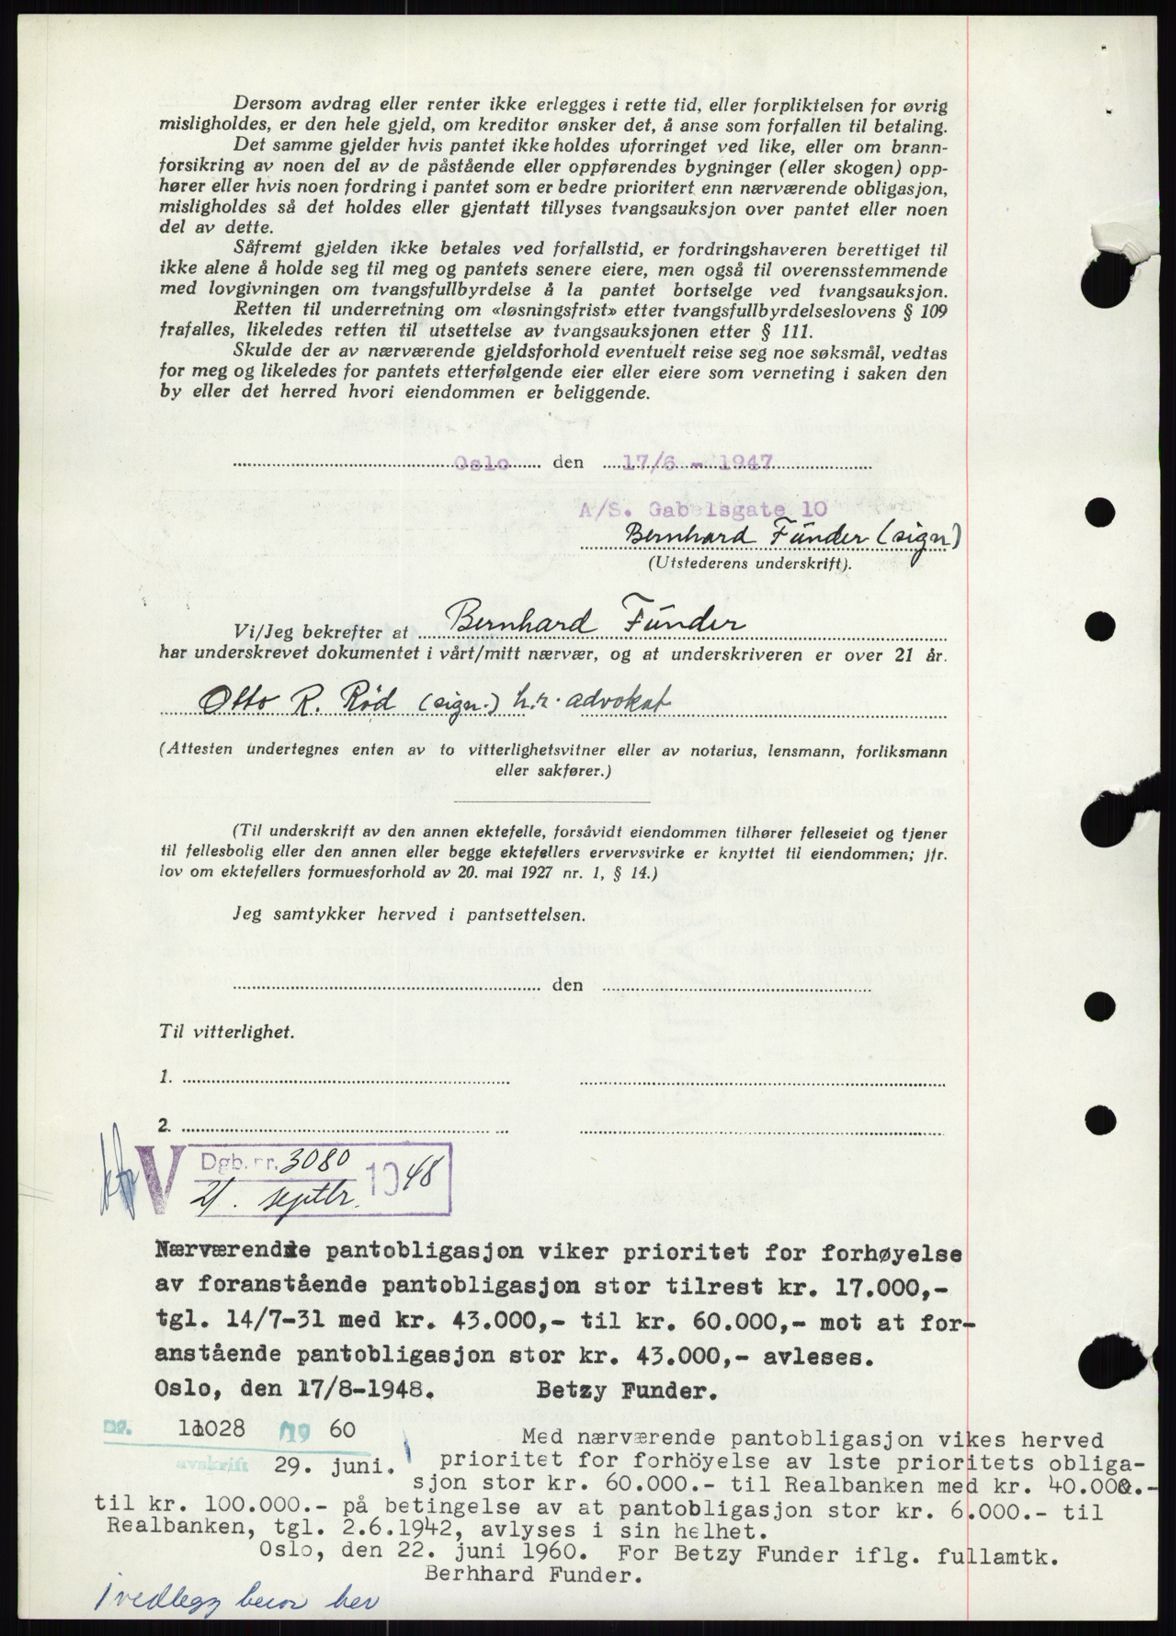 Dersom avdrag eller renter ikke erlegges i rette tid, eller forpliktelsen for øvrig
misligholdes, er den hele gjeld, om kreditor ønsker det, å anse som forfallen til betaling.
Det samme gjelder hvis pantet ikke holdes uforringet ved like, eller om brann-
forsikring av noen del av de påstående eller oppførendes bygninger (eller skogen) opp-
hører eller hvis noen fordring i pantet som er bedre prioritert enn nærværende obligasjon,
misligholdes så det holdes eller gjentatt tillyses tvangsauksjon over pantet eller noen
del av dette.
Såfremt gjelden ikke betales ved forfallstid, er fordringshaveren berettiget til
ikke alene å holde seg til meg og pantets senere eiere, men også til overensstemmende
med lovgivningen om tvangsfullbyrdelse å la pantet bortselge ved tvangsauksjon.
Retten til underretning om «løsningsfrist» etter tvangsfullbyrdelseslovens § 109
frafalles, likeledes retten til utsettelse av tvangsauksjonen etter § 111.
Skulde der av nærværende gjeldsforhold eventuelt reise seg noe søksmål, vedtas
for meg og likeledes for pantets etterfølgende eier eller eiere som verneting i saken den
by eller det herred hvori eiendommen er beliggende.
Oslo den 17/6 - 1947
A/S. Gabelsgate 10
Bernhard Funder (sign)
(Utstederens underskrift).
Vi/Jeg bekrefter at Bernhard Funder
har underskrevet dokumentet i vårt/mitt nærvær, og at underskriveren er over 21 år.
Otto R. Rød (sign.) h.r. advokat
(Attesten undertegnes enten av to vitterlighetsvitner eller av notarius, lensmann, forliksmann
eller sakfører.)
(Til underskrift av den annen ektefelle, forsåvidt eiendommen tilhører felleseiet og tjener
til fellesbolig eller den annen eller begge ektefellers ervervsvirke er knyttet til eiendommen; jfr.
lov om ektefellers formuesforhold av 20. mai 1927 nr. 1, § 14.)
Jeg samtykker herved i pantsettelsen.
den
Til vitterlighet.
1.
2.
V Dgb. nr. 3080 1948
21. septbr.
Nærværende pantobligasjon viker prioritet for forhøyelse
av foranstående pantobligasjon stor tilrest kr. 17.000,-
tgl. 14/7-31 med kr. 43.000,- til kr. 60.000,- mot at for-
anstående pantobligasjon stor kr. 43.000,- avleses.
Oslo, den 17/8-1948. Betzy Funder.
nr. 11028 19 60
avskrift 29. juni.
Med nærværende pantobligasjon vikes herved
prioritet for forhöyelse av 1ste prioritets obliga-
sjon stor kr. 60.000.- til Realbanken med kr. 40.000.-
til kr. 100.000.- på betingelse av at pantobligasjon stor kr. 6.000.- til
Realbanken, tgl. 2.6.1942, avlyses i sin helhet.
Oslo, den 22. juni 1960. For Betzy Funder iflg. fullamtk.
Berhhard Funder.
i vedlegg beror her